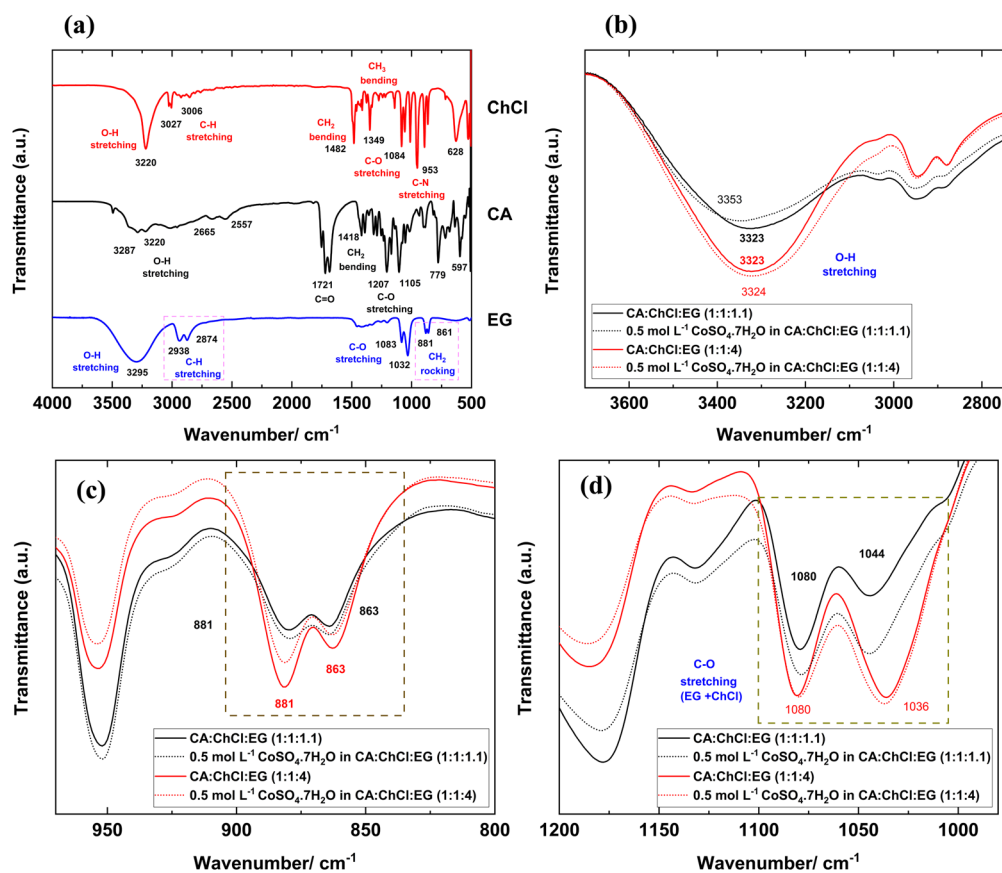 (a)
Transmittance (a.u.)
CH3
bending
ChCl
3006
3027
C-H
stretching
O-H
stretching
3220
CH2
bending
1482
1349
1084
628
C-O
stretching
953
C-N
stretching
CA
3287
3220
2665
2557
O-H
stretching
1418
CH2
bending
1721
C=O
1207
1105
C-O
stretching
779
597
EG
O-H
stretching
3295
2938
2874
C-H
stretching
C-O
stretching
1083
1032
881
861
CH2
rocking
4000 3500 3000 2500 2000 1500 1000 500
Wavenumber/ cm-1
(b)
Transmittance (a.u.)
3353
3323
3323
3324
O-H
stretching
CA:ChCl:EG (1:1:1.1)
0.5 mol L-1 CoSO4.7H2O in CA:ChCl:EG (1:1:1.1)
CA:ChCl:EG (1:1:4)
0.5 mol L-1 CoSO4.7H2O in CA:ChCl:EG (1:1:4)
3600 3400 3200 3000 2800
Wavenumber/ cm-1
(c)
Transmittance (a.u.)
881
863
863
881
CA:ChCl:EG (1:1:1.1)
0.5 mol L-1 CoSO4.7H2O in CA:ChCl:EG (1:1:1.1)
CA:ChCl:EG (1:1:4)
0.5 mol L-1 CoSO4.7H2O in CA:ChCl:EG (1:1:4)
950 900 850 800
Wavenumber/ cm-1
(d)
Transmittance (a.u.)
1044
1080
C-O
stretching
(EG +ChCl)
1080
1036
CA:ChCl:EG (1:1:1.1)
0.5 mol L-1 CoSO4.7H2O in CA:ChCl:EG (1:1:1.1)
CA:ChCl:EG (1:1:4)
0.5 mol L-1 CoSO4.7H2O in CA:ChCl:EG (1:1:4)
1200 1150 1100 1050 1000
Wavenumber/ cm-1